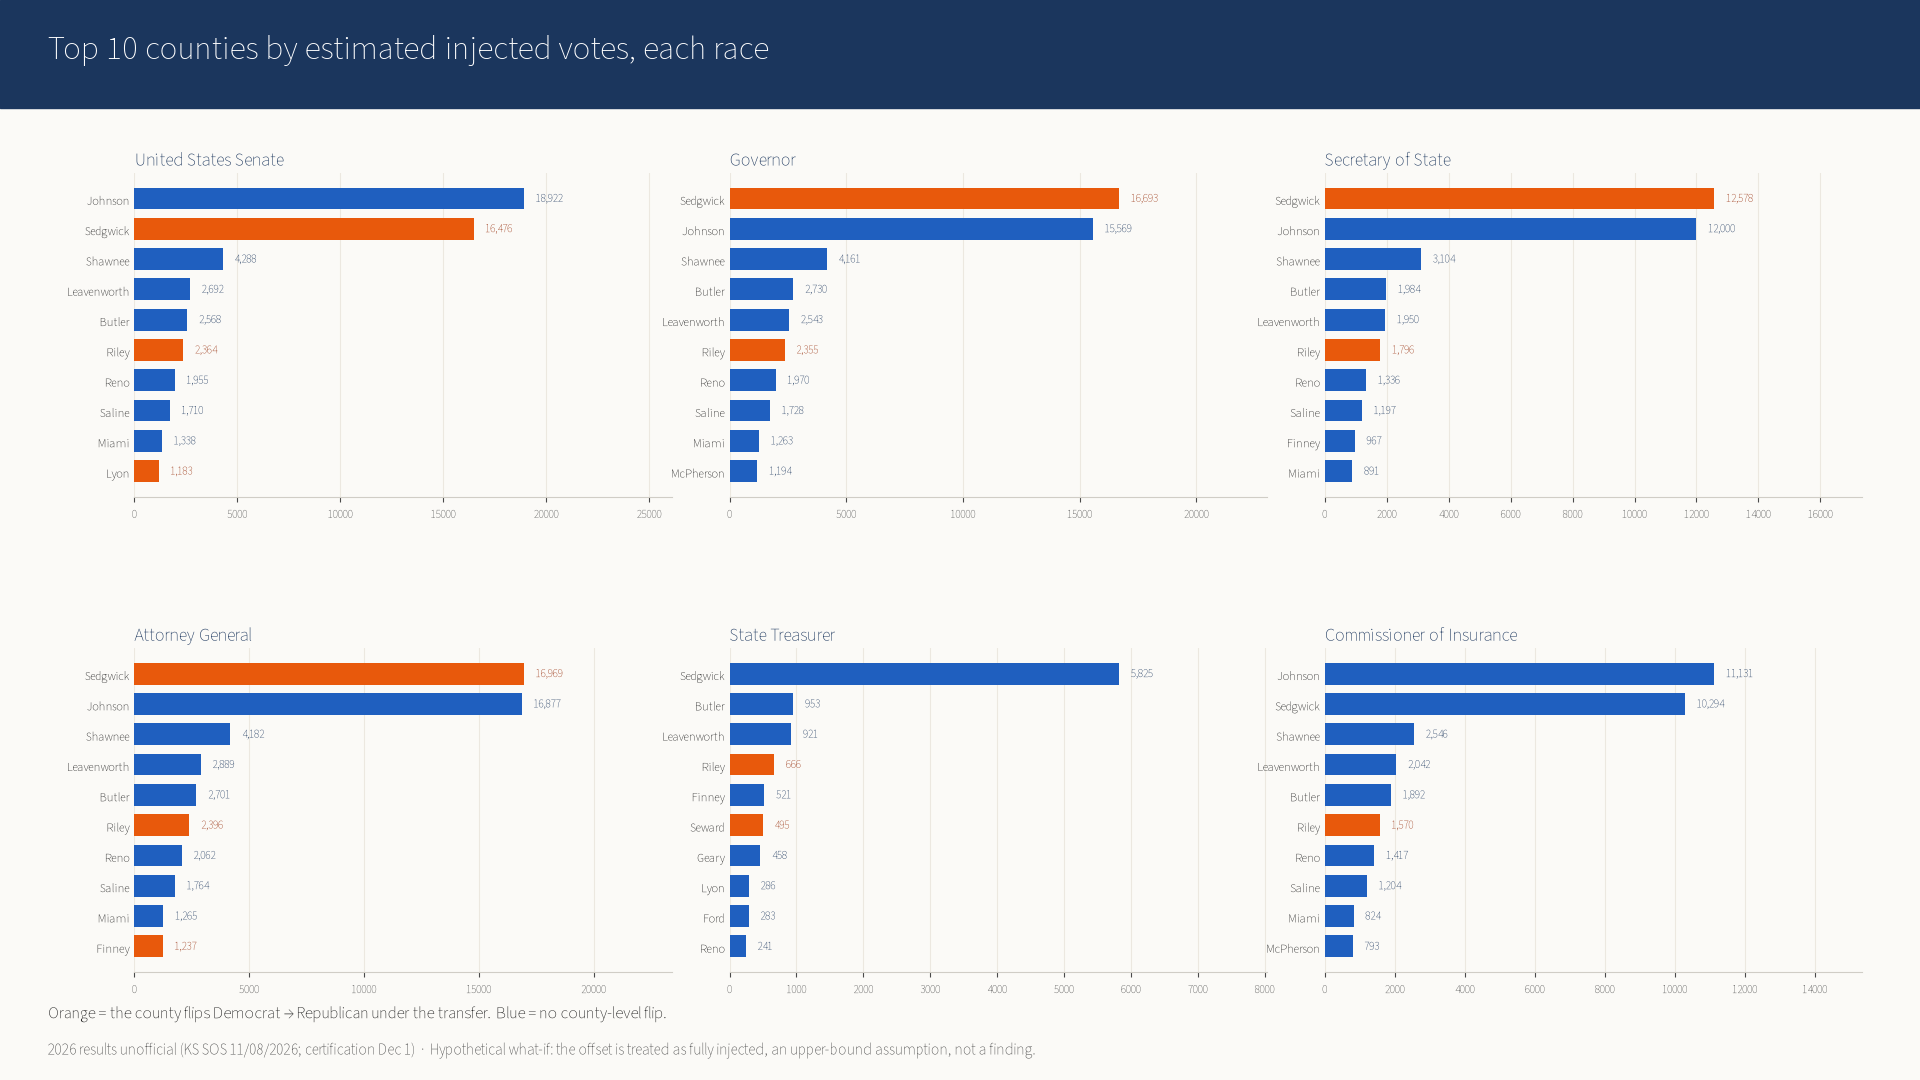 Top 10 counties by estimated injected votes, each race
United States Senate
Johnson 18,922
Sedgwick 16,476
Shawnee 4,288
Leavenworth 2,692
Butler 2,568
Riley 2,364
Reno 1,955
Saline 1,710
Miami 1,338
Lyon 1,183
0 5000 10000 15000 20000 25000
Governor
Sedgwick 16,693
Johnson 15,569
Shawnee 4,161
Butler 2,730
Leavenworth 2,543
Riley 2,355
Reno 1,970
Saline 1,728
Miami 1,263
McPherson 1,194
0 5000 10000 15000 20000
Secretary of State
Sedgwick 12,578
Johnson 12,000
Shawnee 3,104
Butler 1,984
Leavenworth 1,950
Riley 1,796
Reno 1,336
Saline 1,197
Finney 967
Miami 891
0 2000 4000 6000 8000 10000 12000 14000 16000
Attorney General
Sedgwick 16,969
Johnson 16,877
Shawnee 4,182
Leavenworth 2,889
Butler 2,701
Riley 2,396
Reno 2,062
Saline 1,764
Miami 1,265
Finney 1,237
0 5000 10000 15000 20000
State Treasurer
Sedgwick 5,825
Butler 953
Leavenworth 921
Riley 666
Finney 521
Seward 495
Geary 458
Lyon 286
Ford 283
Reno 241
0 1000 2000 3000 4000 5000 6000 7000 8000
Commissioner of Insurance
Johnson 11,131
Sedgwick 10,294
Shawnee 2,546
Leavenworth 2,042
Butler 1,892
Riley 1,570
Reno 1,417
Saline 1,204
Miami 824
McPherson 793
0 2000 4000 6000 8000 10000 12000 14000
Orange = the county flips Democrat → Republican under the transfer. Blue = no county-level flip.
2026 results unofficial (KS SOS 11/08/2026; certification Dec 1) · Hypothetical what-if: the offset is treated as fully injected, an upper-bound assumption, not a finding.